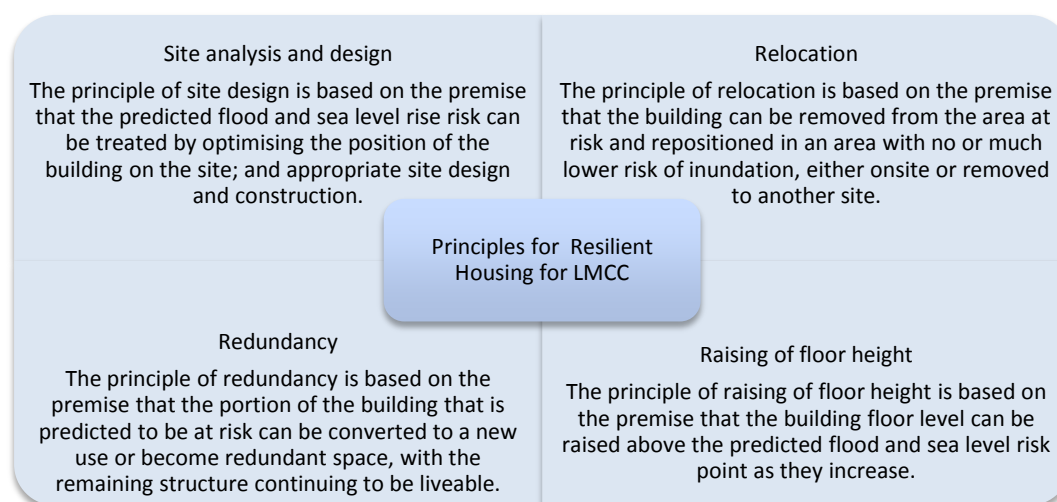 Site analysis and design
The principle of site design is based on the premise
that the predicted flood and sea level rise risk can
be treated by optimising the position of the
building on the site; and appropriate site design
and construction.
Relocation
The principle of relocation is based on the premise
that the building can be removed from the area at
risk and repositioned in an area with no or much
lower risk of inundation, either onsite or removed
to another site.
Principles for Resilient
Housing for LMCC
Redundancy
The principle of redundancy is based on the
premise that the portion of the building that is
predicted to be at risk can be converted to a new
use or become redundant space, with the
remaining structure continuing to be liveable.
Raising of floor height
The principle of raising of floor height is based on
the premise that the building floor level can be
raised above the predicted flood and sea level risk
point as they increase.